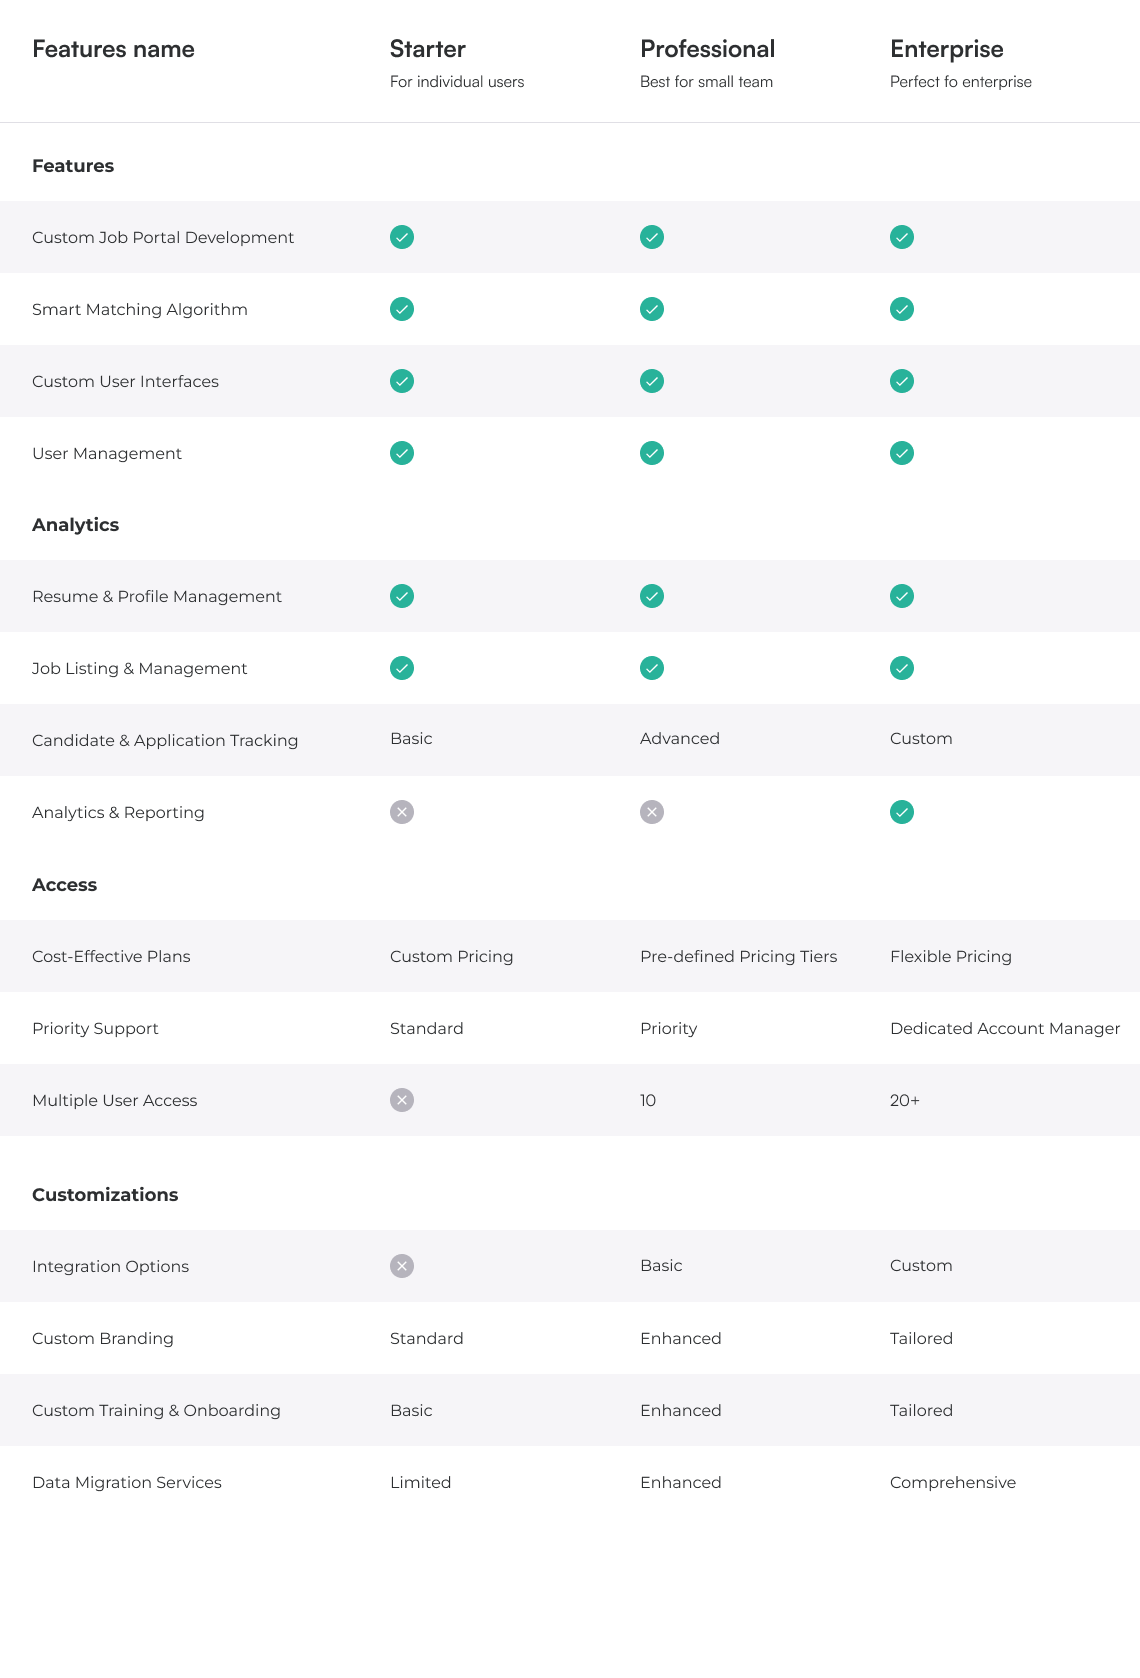 Features name Starter Professional Enterprise
For individual users Best for small team Perfect fo enterprise
Features
Custom Job Portal Development
Smart Matching Algorithm
Custom User Interfaces
User Management
Analytics
Resume & Profile Management
Job Listing & Management
Candidate & Application Tracking Basic Advanced Custom
Analytics & Reporting
Access
Cost-Effective Plans Custom Pricing Pre-defined Pricing Tiers Flexible Pricing
Priority Support Standard Priority Dedicated Account Manager
Multiple User Access 10 20+
Customizations
Integration Options Basic Custom
Custom Branding Standard Enhanced Tailored
Custom Training & Onboarding Basic Enhanced Tailored
Data Migration Services Limited Enhanced Comprehensive